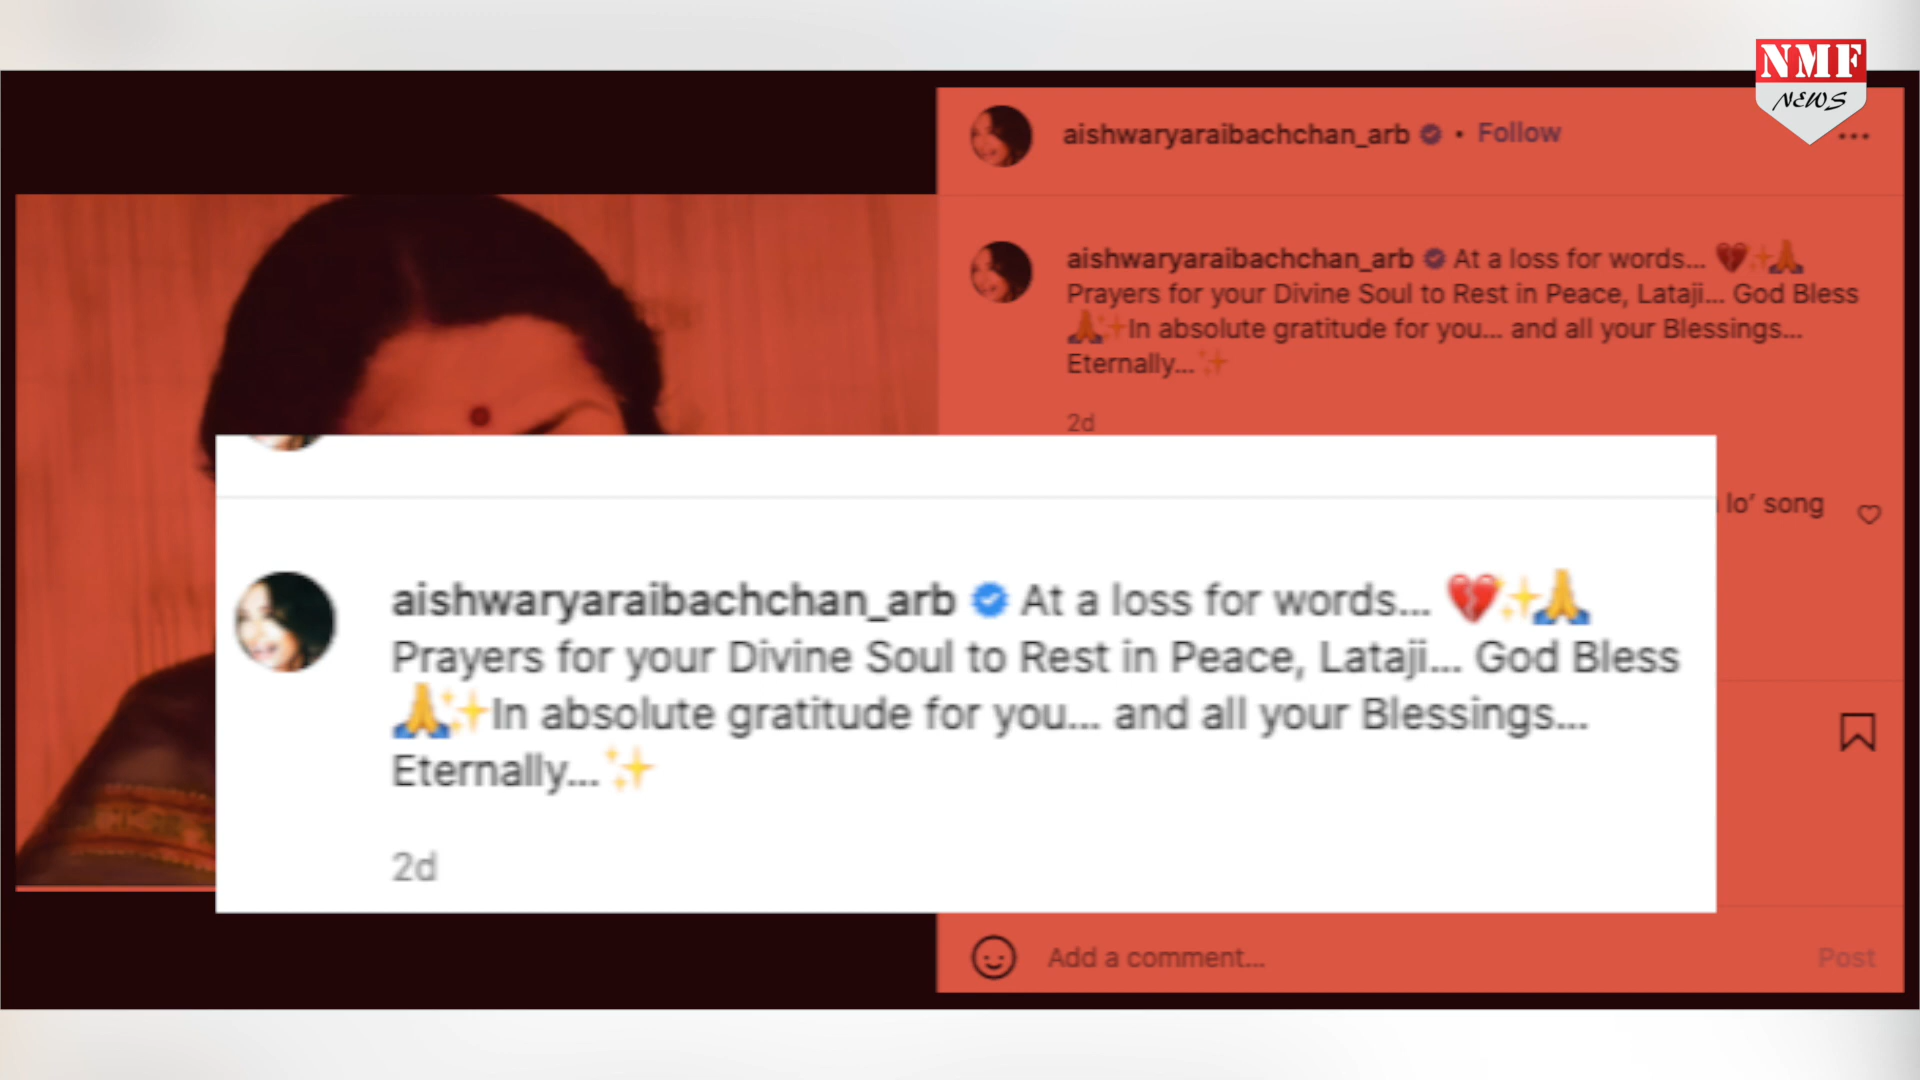 NMF
NEWS
aishwaryaraibachchan_arb • Follow
aishwaryaraibachchan_arb At a loss for words... 💔✨🙏
Prayers for your Divine Soul to Rest in Peace, Lataji... God Bless
🙏✨In absolute gratitude for you... and all your Blessings...
Eternally...✨
2d
lo' song
aishwaryaraibachchan_arb At a loss for words... 💔✨🙏
Prayers for your Divine Soul to Rest in Peace, Lataji... God Bless
🙏✨In absolute gratitude for you... and all your Blessings...
Eternally...✨
2d
Add a comment...
Post